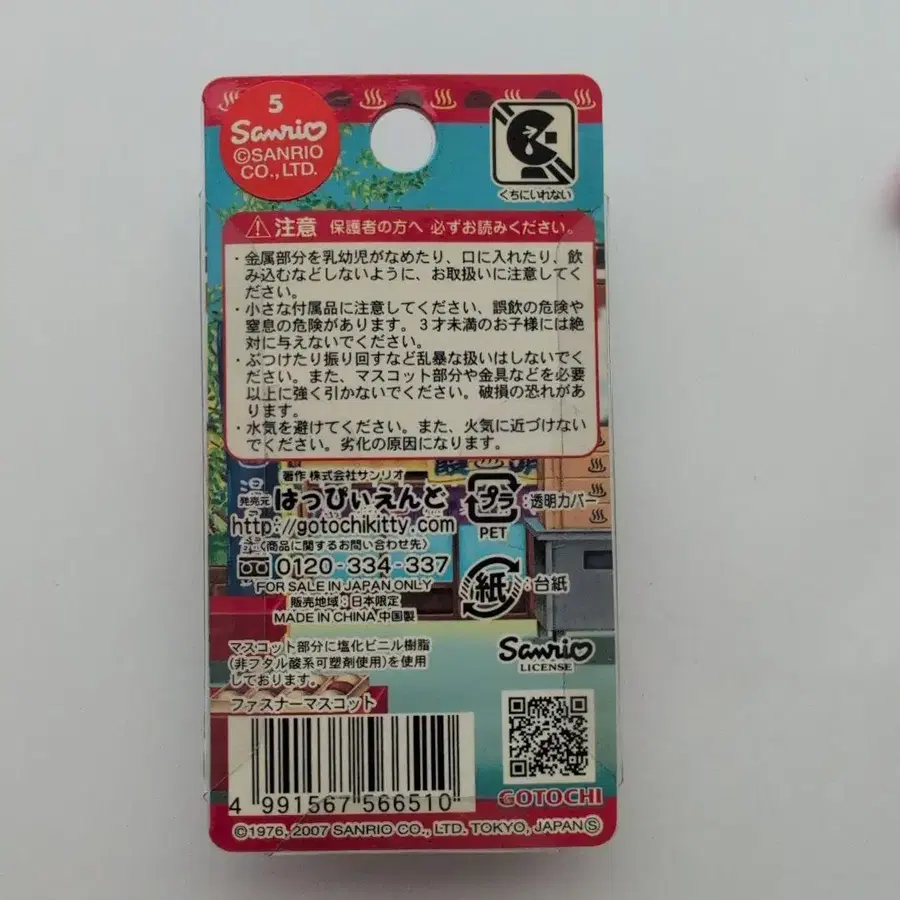 5
Sanrio
©SANRIO
CO., LTD.
くちにいれない
⚠注意 保護者の方へ 必ずお読みください。
・金属部分を乳幼児がなめたり、口に入れたり、飲
み込むなどしないように、お取扱いに注意してく
ださい。
・小さな付属品に注意してください、誤飲の危険や
窒息の危険があります。3才未満のお子様には絶
対に与えないでください。
・ぶつけたり振り回すなど乱暴な扱いはしないでく
ださい。また、マスコット部分や金具などを必要
以上に強く引かないでください。破損の恐れがあ
ります。
・水気を避けてください。また、火気に近づけない
でください。劣化の原因になります。
著作 株式会社サンリオ
発売元 はっぴぃえんど
http://gotochikitty.com
〈商品に関するお問い合わせ先〉
0120-334-337
FOR SALE IN JAPAN ONLY
販売地域:日本限定
MADE IN CHINA 中国製
プラ:透明カバー
PET
紙:台紙
マスコット部分に塩化ビニル樹脂
(非フタル酸系可塑剤使用)を使用
しております。
ファスナーマスコット
Sanrio
LICENSE
4 991567 566510
GOTOCHI
©1976, 2007 SANRIO CO., LTD. TOKYO, JAPAN Ⓢ